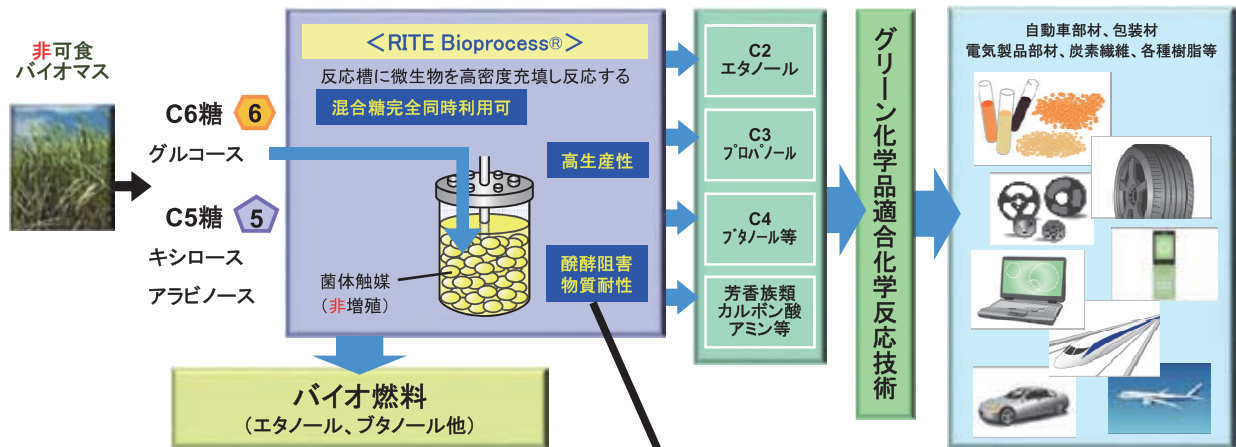 非可食
バイオマス
C6糖 6
グルコース
C5糖 5
キシロース
アラビノース
＜RITE Bioprocess®＞
反応槽に微生物を高密度充填し反応する
混合糖完全同時利用可
高生産性
醗酵阻害
物質耐性
菌体触媒
（非増殖）
バイオ燃料
（エタノール、ブタノール他）
C2
エタノール
C3
プロパノール
C4
ブタノール等
芳香族類
カルボン酸
アミン等
グリーン化学品適合化学反応技術
自動車部材、包装材
電気製品部材、炭素繊維、各種樹脂等